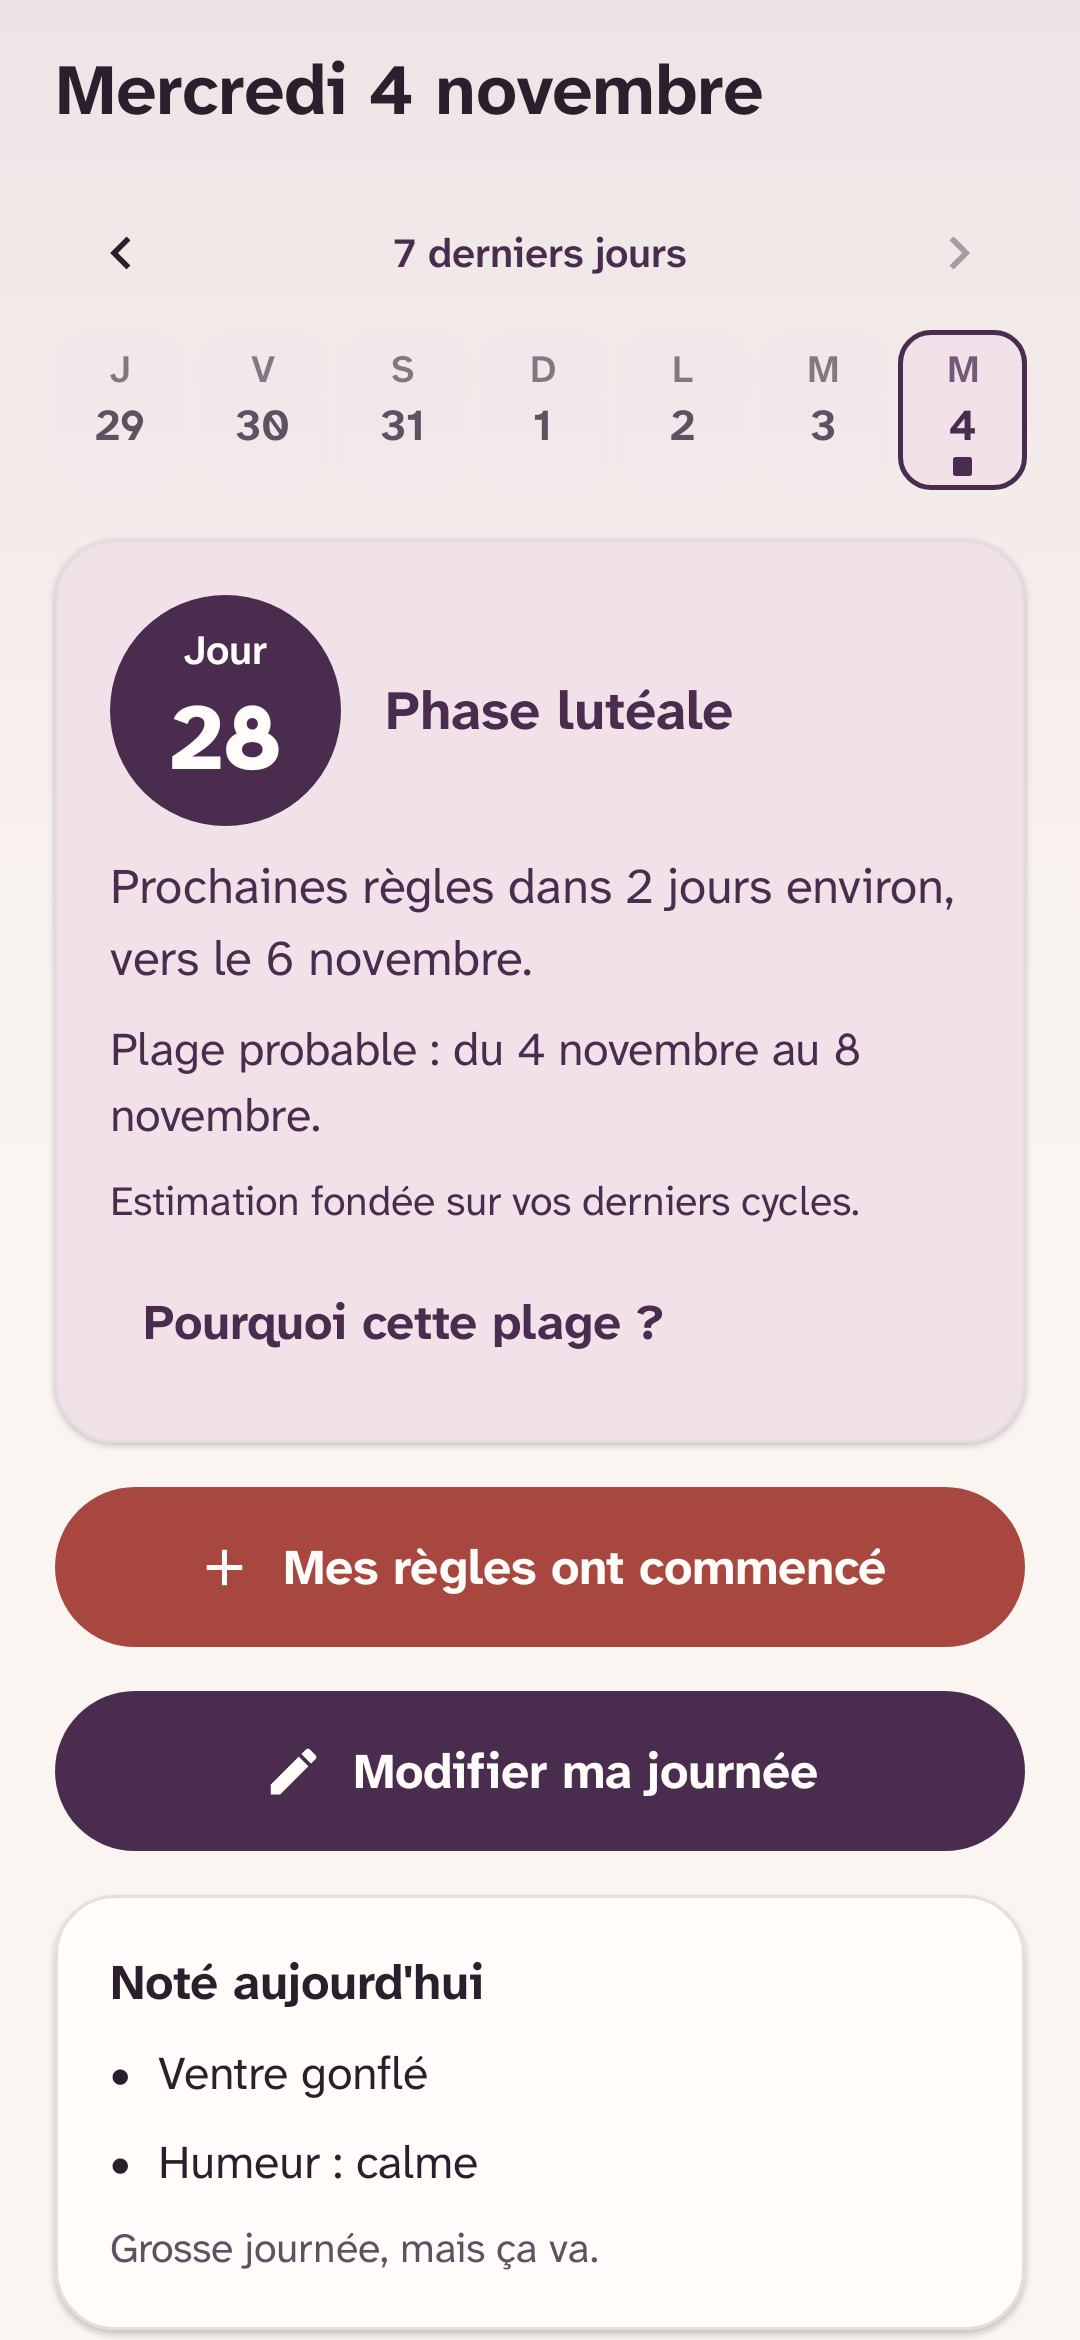 Mercredi 4 novembre
7 derniers jours
J V S D L M M
29 30 31 1 2 3 4
Jour
28
Phase lutéale
Prochaines règles dans 2 jours environ,
vers le 6 novembre.
Plage probable : du 4 novembre au 8
novembre.
Estimation fondée sur vos derniers cycles.
Pourquoi cette plage ?
Mes règles ont commencé
Modifier ma journée
Noté aujourd'hui
• Ventre gonflé
• Humeur : calme
Grosse journée, mais ça va.